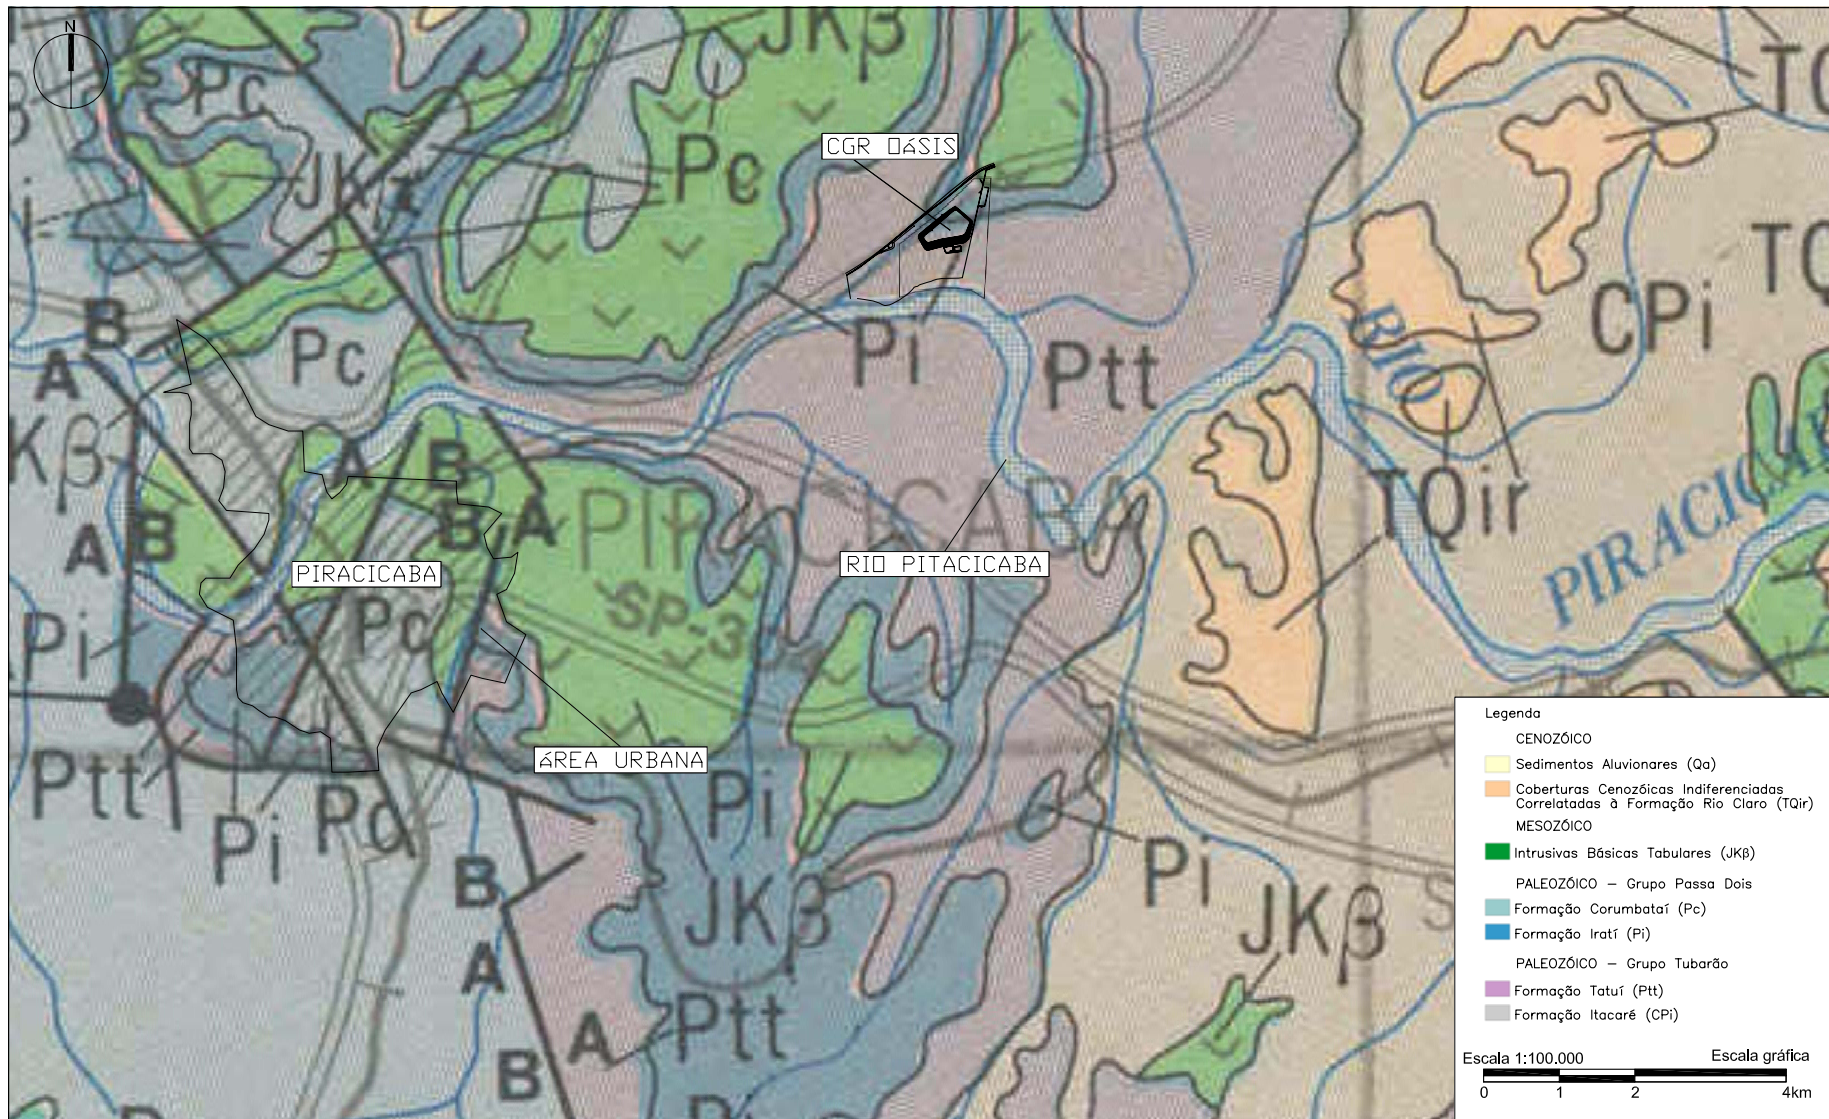 N
JKβ
TQ
Pc
CGR OÁSIS
Pc
JKβ
i
TQ
B
CPi
A
Pc
Pi
Ptt
RIO
Kβ
A
B
TQir
PIRACICABA
A
B
B
A
PIRACICABA
RIO PITACICABA
PIRACICA
SP-3
Pc
Pi
ÁREA URBANA
Ptt
Pi
Pi
Pc
Pi
B
JKβ
JKβ
S
A
Ptt
A
B
Legenda
CENOZÓICO
Sedimentos Aluvionares (Qa)
Coberturas Cenozóicas Indiferenciadas
Correlatadas à Formação Rio Claro (TQir)
MESOZÓICO
Intrusivas Básicas Tabulares (JKβ)
PALEOZÓICO – Grupo Passa Dois
Formação Corumbataí (Pc)
Formação Iratí (Pi)
PALEOZÓICO – Grupo Tubarão
Formação Tatuí (Ptt)
Formação Itacaré (CPi)
Escala 1:100.000
Escala gráfica
0 1 2 4km